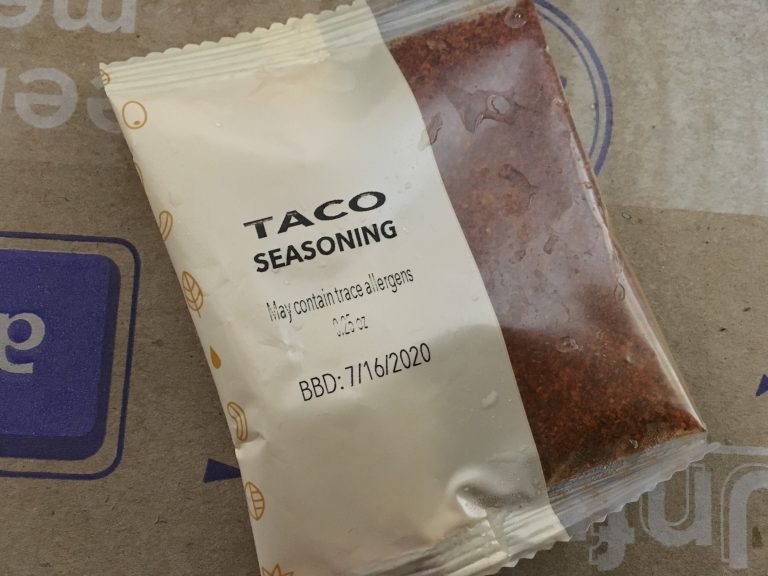 TACO
SEASONING
May contain trace allergens
0.25 oz
BBD: 7/16/2020